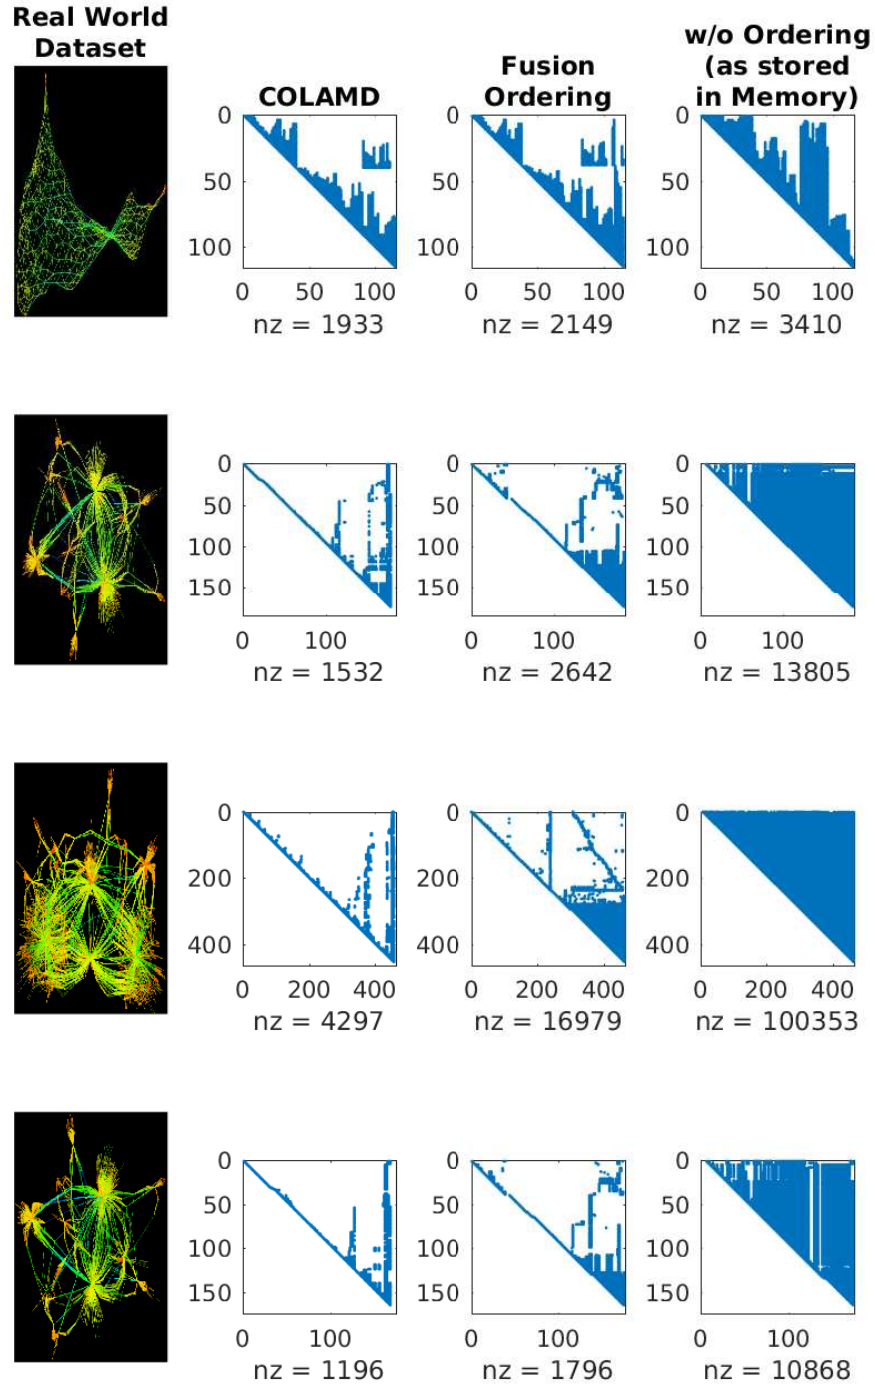 Real World
Dataset
COLAMD
Fusion
Ordering
w/o Ordering
(as stored
in Memory)
0
50
100
0 50 100
nz = 1933
0
50
100
0 50 100
nz = 2149
0
50
100
0 40 80
nz = 3410
0
50
100
150
100
nz = 1532
0
50
100
150
0 100
nz = 2642
0
50
100
150
0 100
nz = 13805
0
200
400
0 200 400
nz = 4297
0
200
400
0 200 400
nz = 16979
0
200
400
0 200 400
nz = 100353
0
50
100
150
0 100
nz = 1196
0
50
100
150
0 100
nz = 1796
0
50
100
150
0 100
nz = 10868